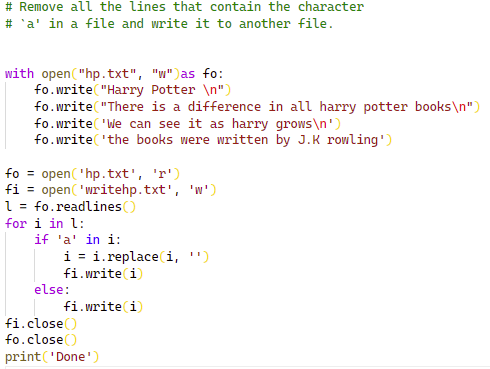 # Remove all the lines that contain the character
# `a' in a file and write it to another file.
with open("hp.txt", "w")as fo:
    fo.write("Harry Potter \n")
    fo.write("There is a difference in all harry potter books\n")
    fo.write('We can see it as harry grows\n')
    fo.write('the books were written by J.K rowling')
fo = open('hp.txt', 'r')
fi = open('writehp.txt', 'w')
l = fo.readlines()
for i in l:
    if 'a' in i:
        i = i.replace(i, '')
        fi.write(i)
    else:
        fi.write(i)
fi.close()
fo.close()
print('Done')